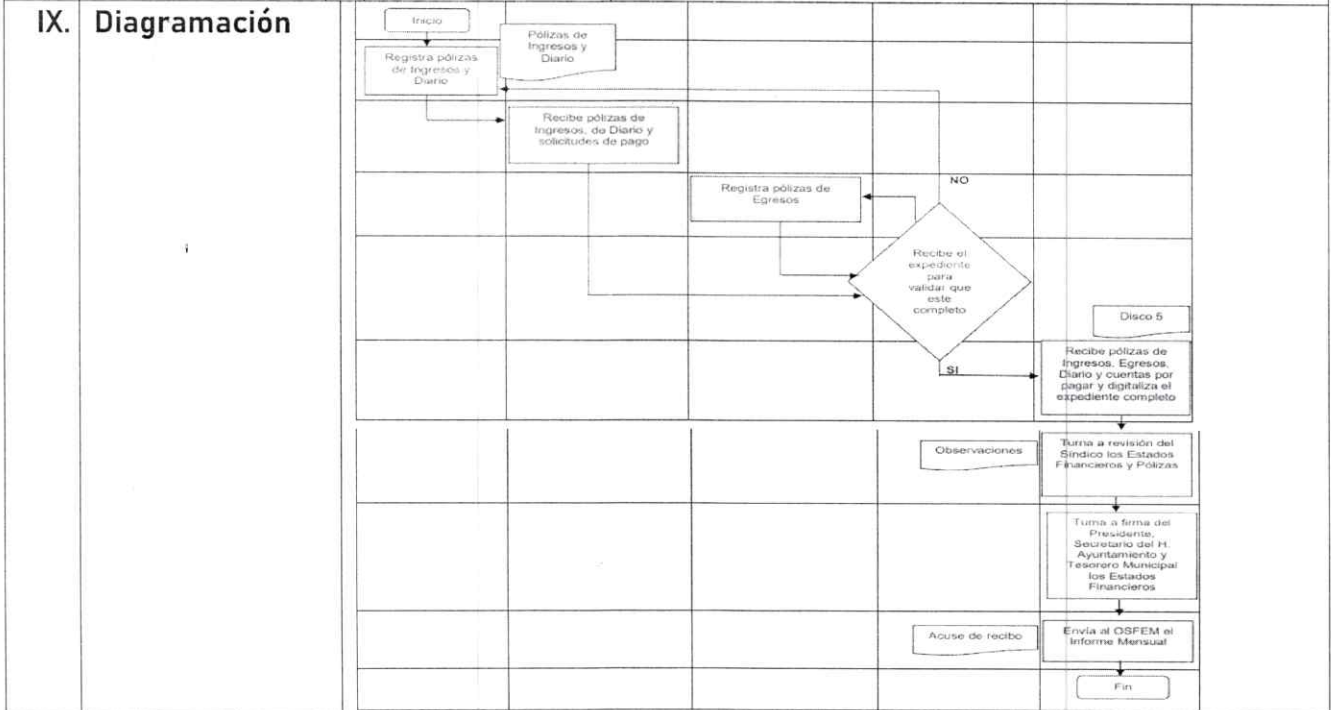 IX. Diagramación
Inicio
Pólizas de
Ingresos y
Diario
Registra pólizas
de Ingresos y
Diario
Recibe pólizas de
Ingresos, de Diario y
solicitudes de pago
NO
Registra pólizas de
Egresos
Recibe el
expediente
para
validar que
este
completo
Disco 5
SI
Recibe pólizas de
Ingresos, Egresos,
Diario y cuentas por
pagar y digitaliza el
expediente completo
Observaciones
Turna a revisión del
Síndico los Estados
Financieros y Pólizas
Turna a firma del
Presidente,
Secretario del H.
Ayuntamiento y
Tesorero Municipal
los Estados
Financieros
Acuse de recibo
Envía al OSFEM el
Informe Mensual
Fin